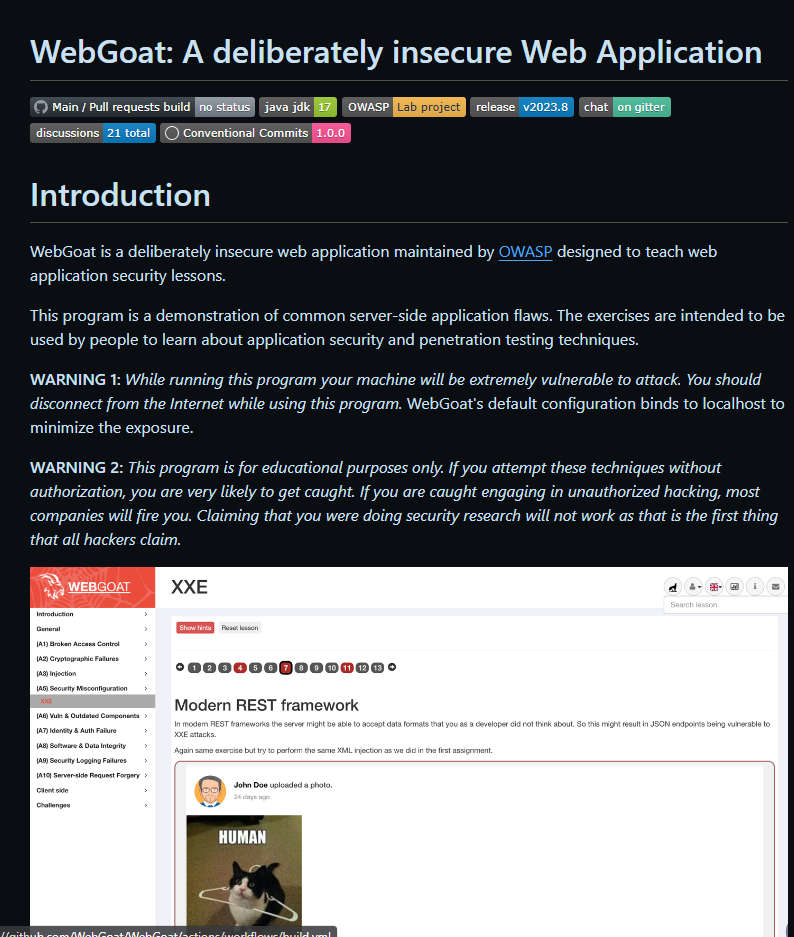 WebGoat: A deliberately insecure Web Application
Main / Pull requests build no status java jdk 17 OWASP Lab project release v2023.8 chat on gitter
discussions 21 total Conventional Commits 1.0.0
Introduction
WebGoat is a deliberately insecure web application maintained by OWASP designed to teach web
application security lessons.
This program is a demonstration of common server-side application flaws. The exercises are intended to be
used by people to learn about application security and penetration testing techniques.
WARNING 1: While running this program your machine will be extremely vulnerable to attack. You should
disconnect from the Internet while using this program. WebGoat's default configuration binds to localhost to
minimize the exposure.
WARNING 2: This program is for educational purposes only. If you attempt these techniques without
authorization, you are very likely to get caught. If you are caught engaging in unauthorized hacking, most
companies will fire you. Claiming that you were doing security research will not work as that is the first thing
that all hackers claim.
WEBGOAT
Introduction
General
(A1) Broken Access Control
(A2) Cryptographic Failures
(A3) Injection
(A5) Security Misconfiguration
XXE
(A6) Vuln & Outdated Components
(A7) Identity & Auth Failure
(A8) Software & Data Integrity
(A9) Security Logging Failures
(A10) Server-side Request Forgery
Client side
Challenges
XXE
Search lesson
Show hints Reset lesson
1 2 3 4 5 6 7 8 9 10 11 12 13
Modern REST framework
In modern REST frameworks the server might be able to accept data formats that you as a developer did not think about. So this might result in JSON endpoints being vulnerable to
XXE attacks.
Again same exercise but try to perform the same XML injection as we did in the first assignment.
John Doe uploaded a photo.
24 days ago
HUMAN
//github.com/WebGoat/WebGoat/actions/workflows/build.yml